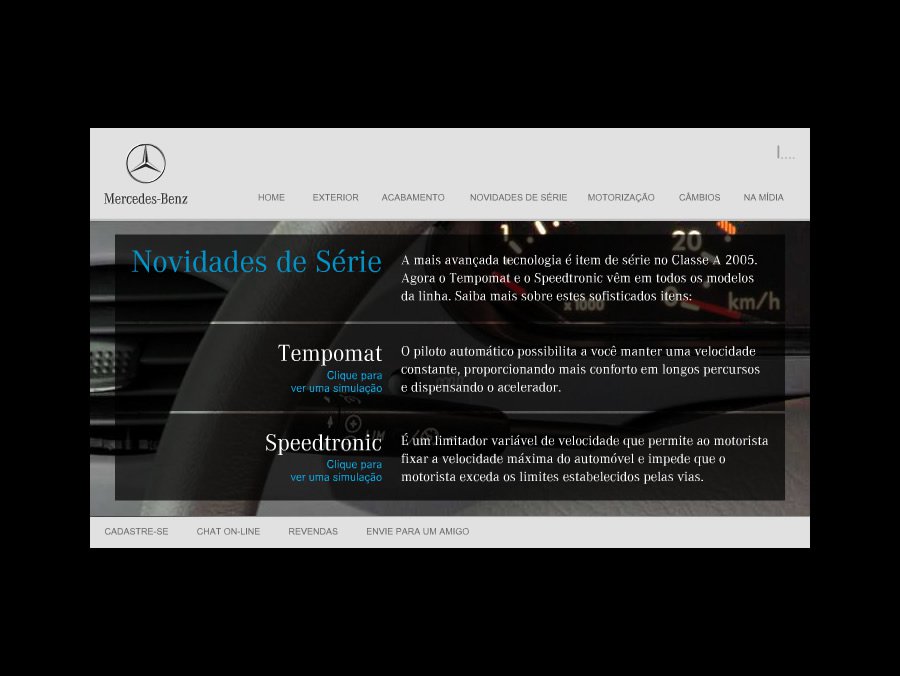 Mercedes-Benz
HOME EXTERIOR ACABAMENTO NOVIDADES DE SÉRIE MOTORIZAÇÃO CÂMBIOS NA MÍDIA
Novidades de Série
A mais avançada tecnologia é item de série no Classe A 2005.
Agora o Tempomat e o Speedtronic vêm em todos os modelos
da linha. Saiba mais sobre estes sofisticados itens:
20
0
x1000
km/h
Tempomat
Clique para
ver uma simulação
O piloto automático possibilita a você manter uma velocidade
constante, proporcionando mais conforto em longos percursos
e dispensando o acelerador.
LIM
Speedtronic
Clique para
ver uma simulação
É um limitador variável de velocidade que permite ao motorista
fixar a velocidade máxima do automóvel e impede que o
motorista exceda os limites estabelecidos pelas vias.
CADASTRE-SE CHAT ON-LINE REVENDAS ENVIE PARA UM AMIGO